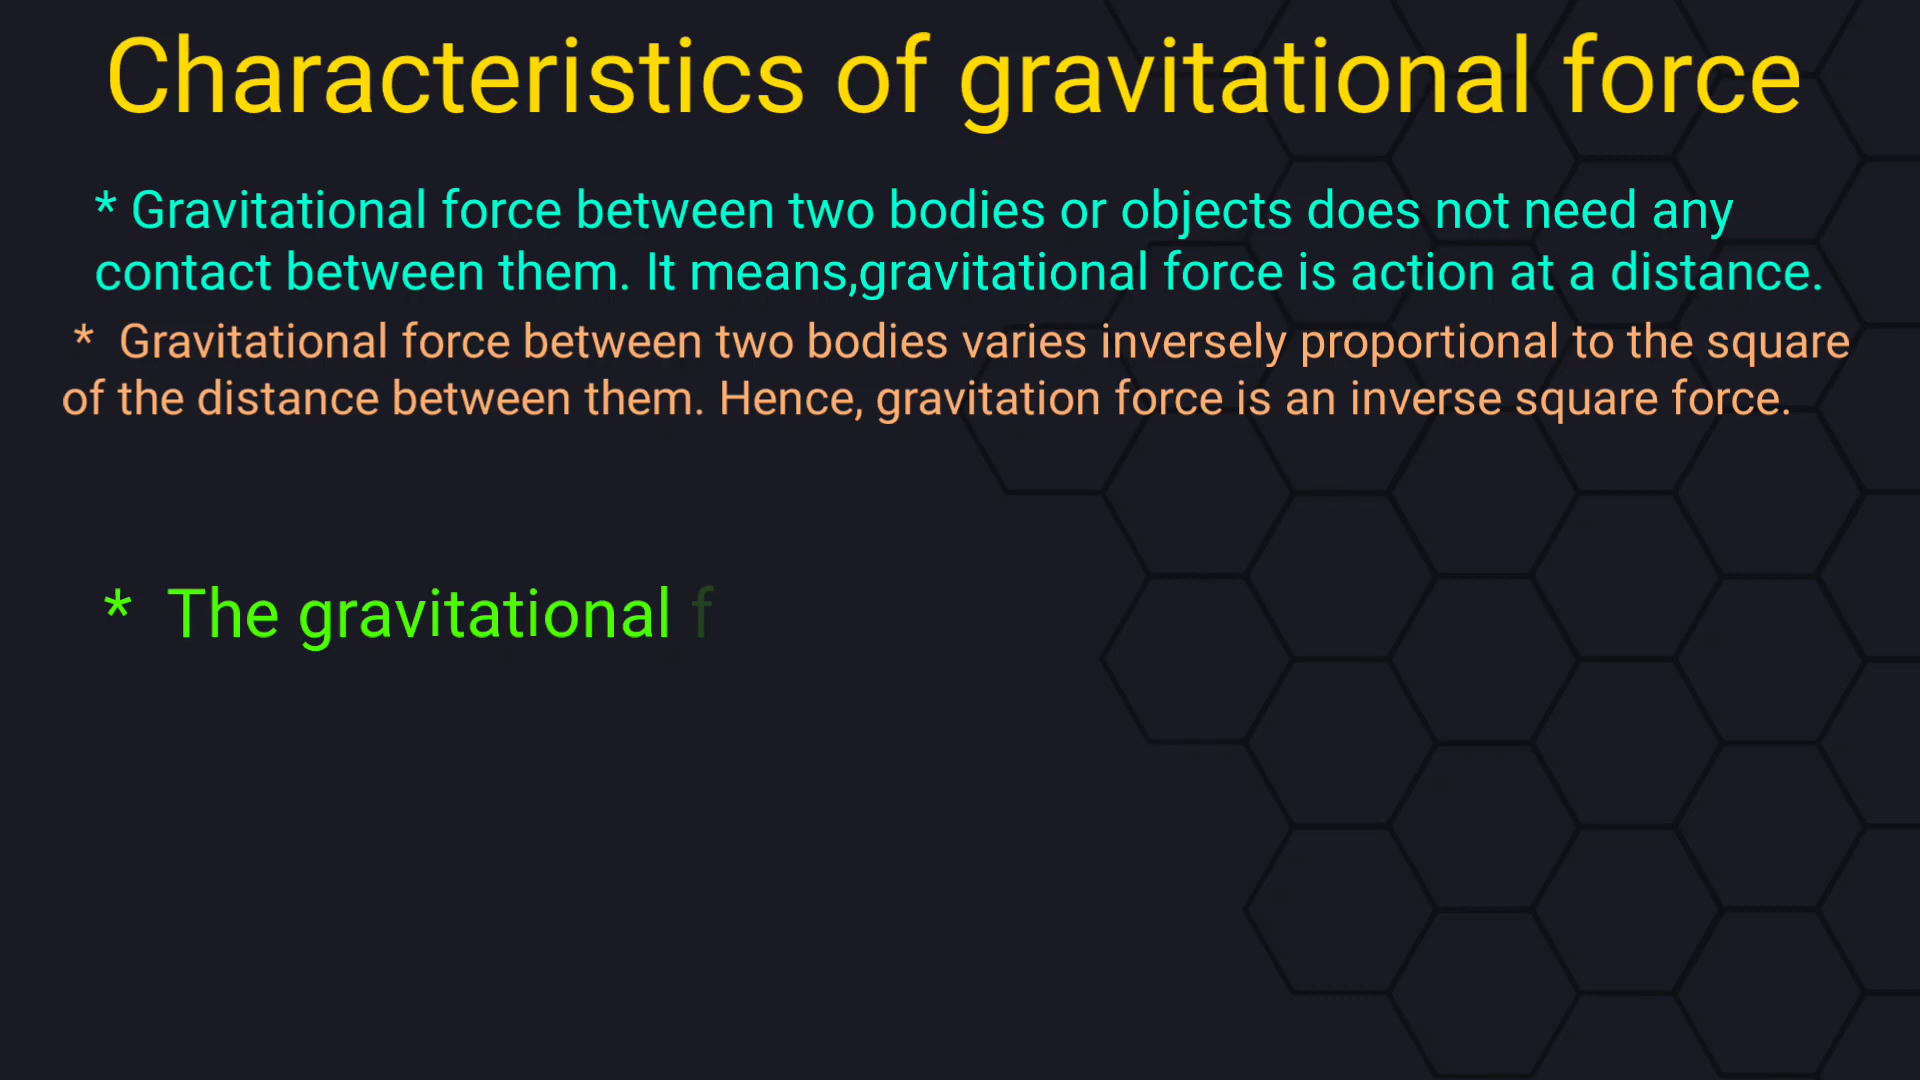 Characteristics of gravitational force
* Gravitational force between two bodies or objects does not need any
contact between them. It means,gravitational force is action at a distance.
* Gravitational force between two bodies varies inversely proportional to the square
of the distance between them. Hence, gravitation force is an inverse square force.
* The gravitational f